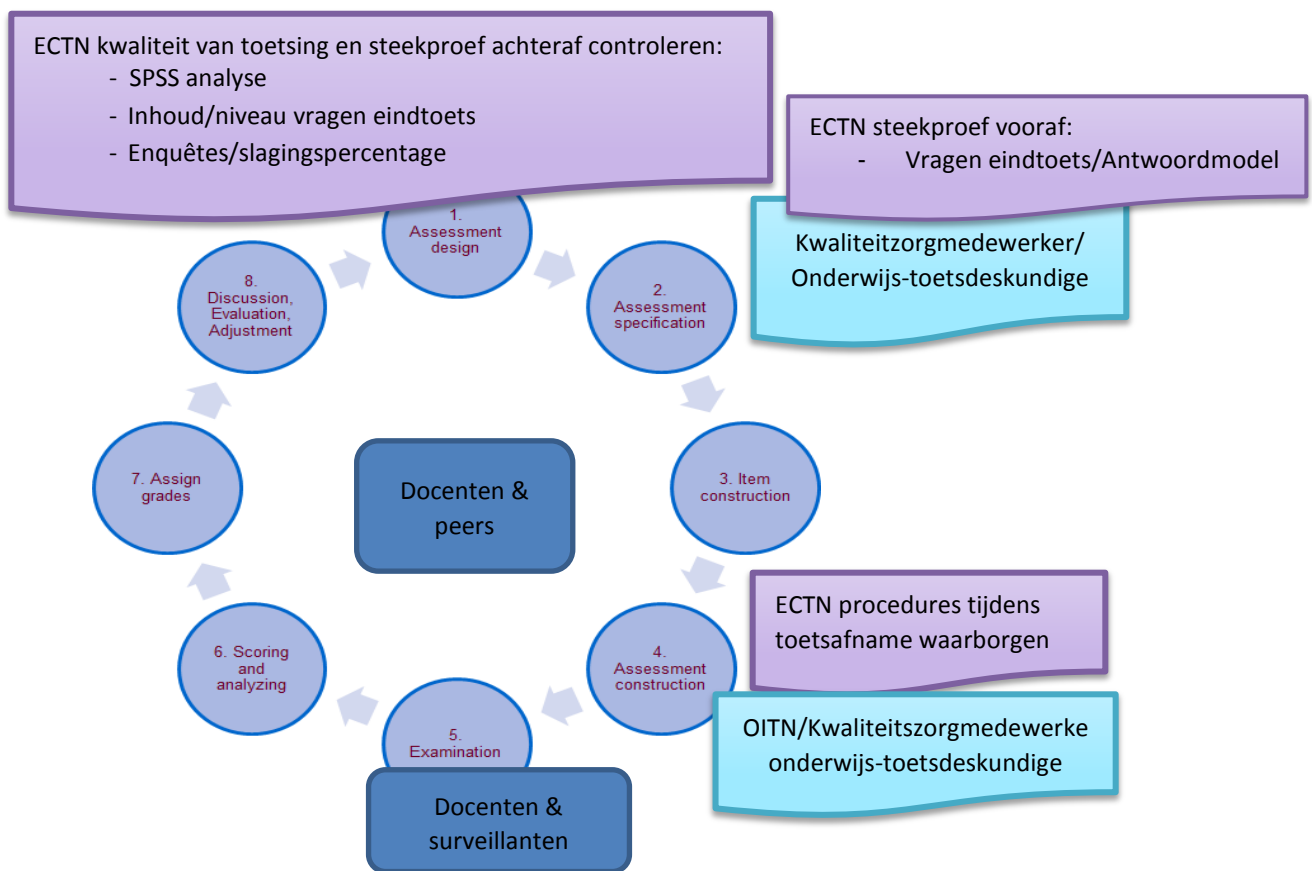 ECTN kwaliteit van toetsing en steekproef achteraf controleren:
- SPSS analyse
- Inhoud/niveau vragen eindtoets
- Enquêtes/slagingspercentage
ECTN steekproef vooraf:
- Vragen eindtoets/Antwoordmodel
Kwaliteitzorgmedewerker/
Onderwijs-toetsdeskundige
1.
Assessment
design
2.
Assessment
specification
3. Item
construction
4.
Assessment
construction
5.
Examination
6. Scoring
and
analyzing
7. Assign
grades
8.
Discussion,
Evaluation,
Adjustment
Docenten &
peers
ECTN procedures tijdens
toetsafname waarborgen
OITN/Kwaliteitszorgmedewerke
onderwijs-toetsdeskundige
Docenten &
surveillanten